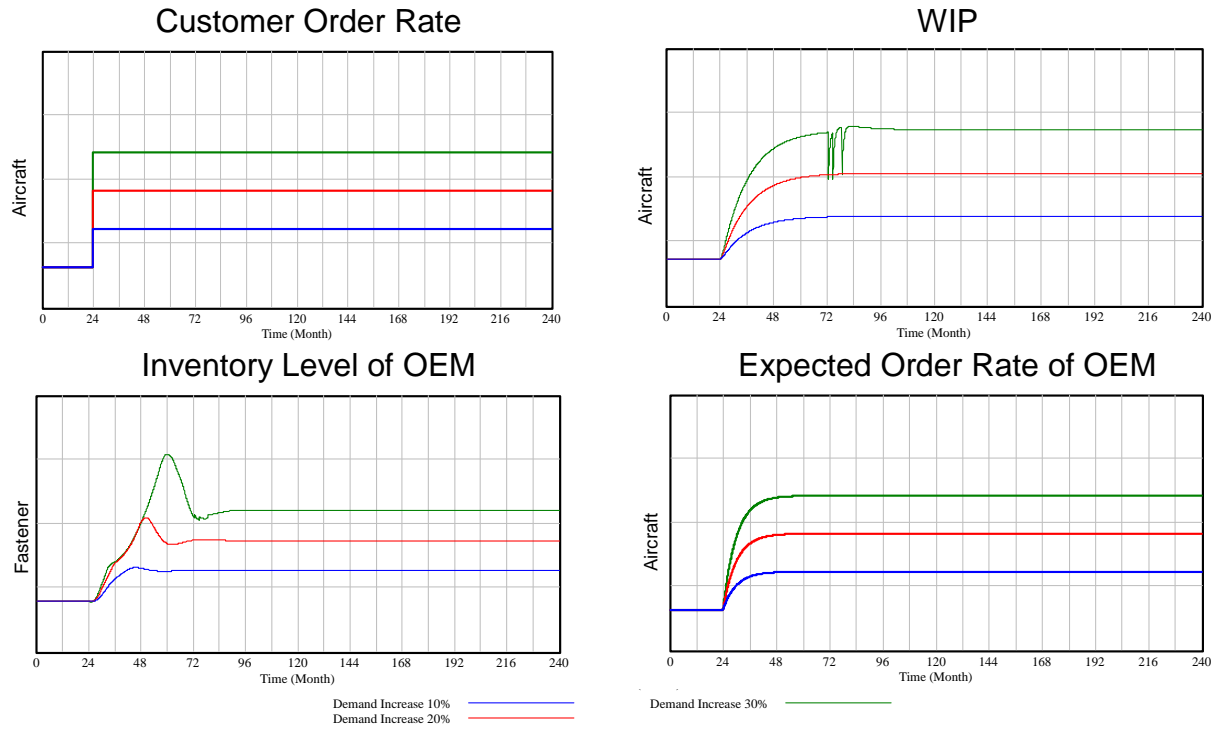 Customer Order Rate
Aircraft
0 24 48 72 96 120 144 168 192 216 240
Time (Month)
WIP
Aircraft
0 24 48 72 96 120 144 168 192 216 240
Time (Month)
Inventory Level of OEM
Fastener
0 24 48 72 96 120 144 168 192 216 240
Time (Month)
Expected Order Rate of OEM
Aircraft
0 24 48 72 96 120 144 168 192 216 240
Time (Month)
Demand Increase 10%
Demand Increase 20%
Demand Increase 30%